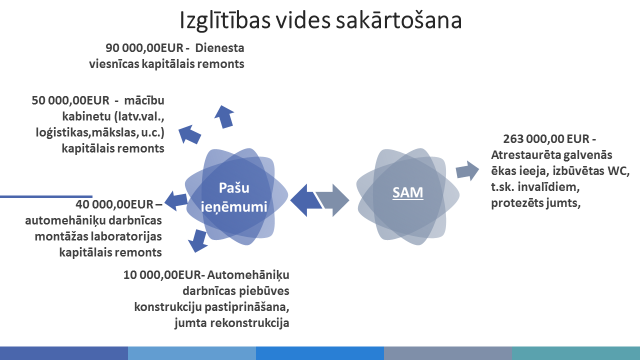 Izglītības vides sakārtošana
90 000,00EUR - Dienesta
viesnīcas kapitālais remonts
50 000,00EUR - mācību
kabinetu (latv.val.,
loģistikas,mākslas, u.c.)
kapitālais remonts
40 000,00EUR –
automehāniķu darbnīcas
montāžas laboratorijas
kapitālais remonts
10 000,00EUR- Automehāniķu
darbnīcas piebūves
konstrukciju pastiprināšana,
jumta rekonstrukcija
Pašu
ieņēmumi
SAM
263 000,00 EUR -
Atrestaurēta galvenās
ēkas ieeja, izbūvētas WC,
t.sk. invalīdiem,
protezēts jumts,